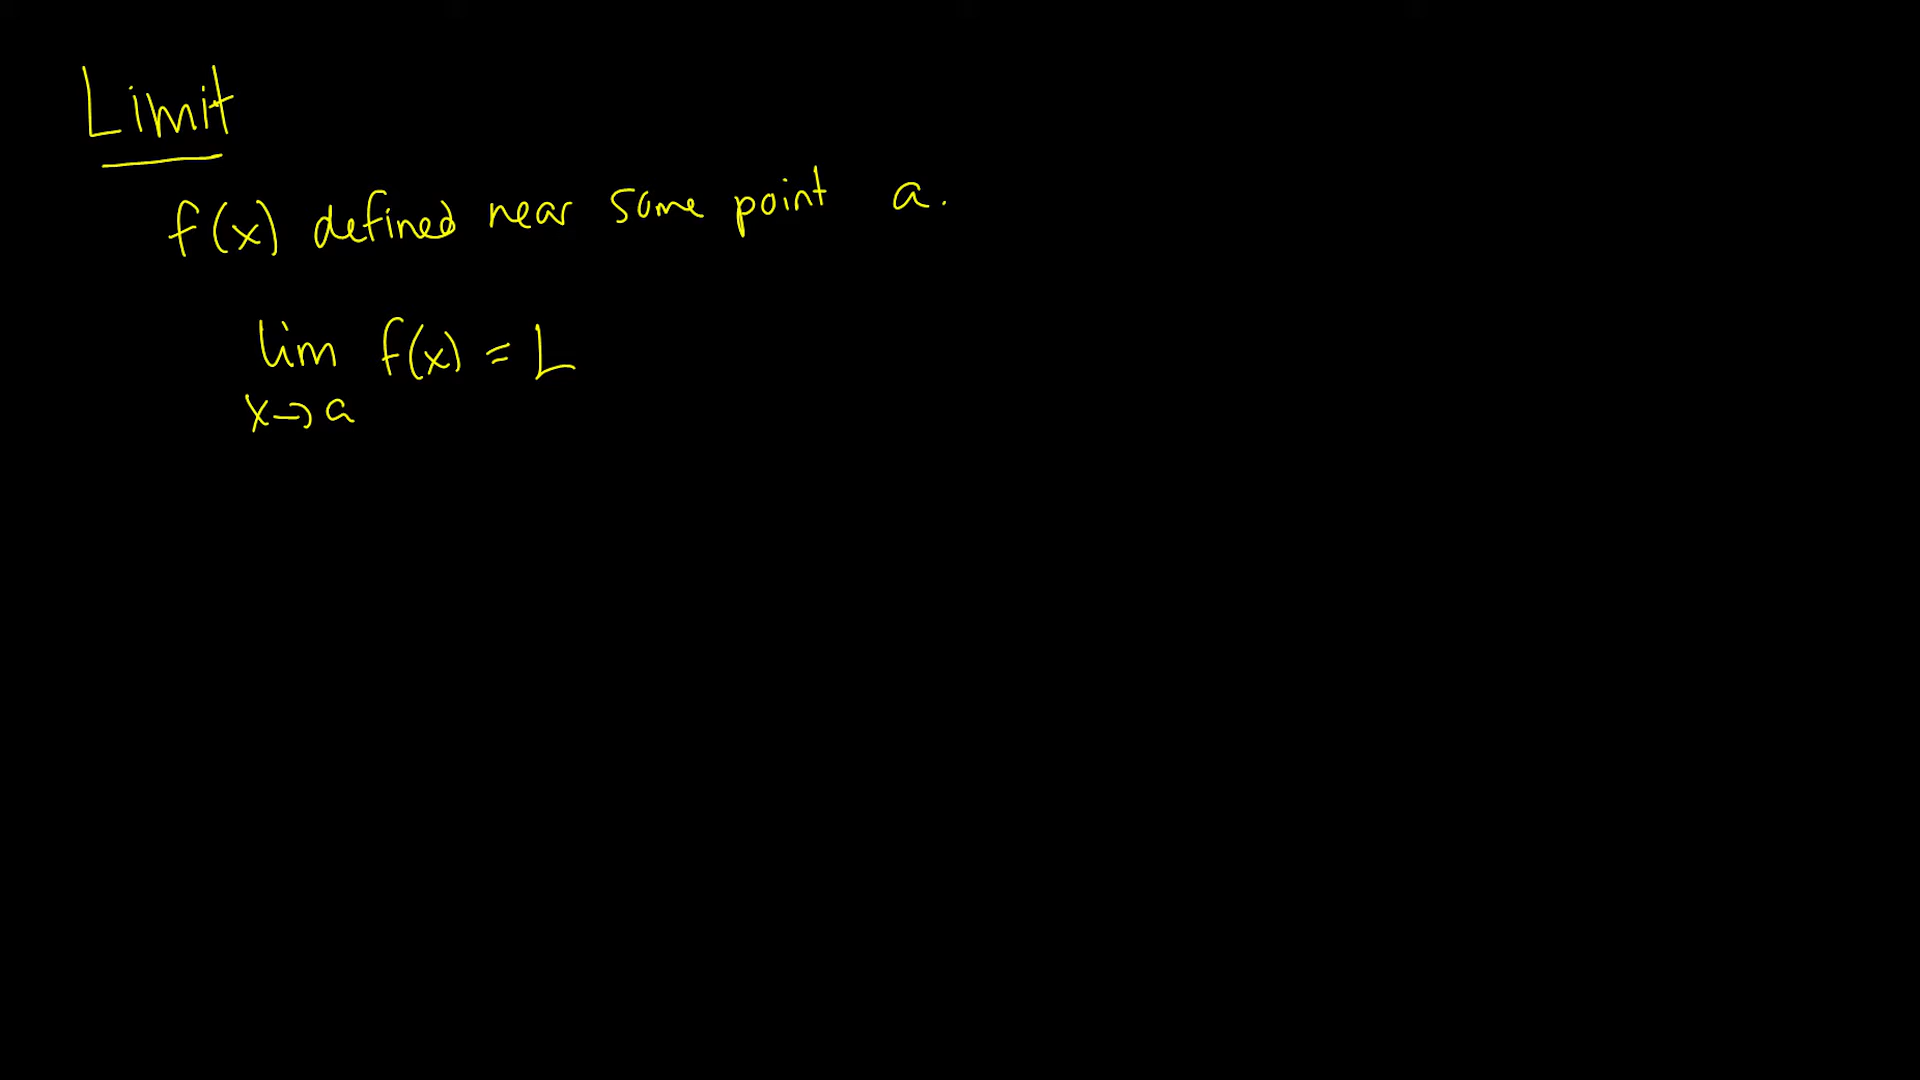 Limit
f(x) defined near some point a.
lim f(x) = L
x→a